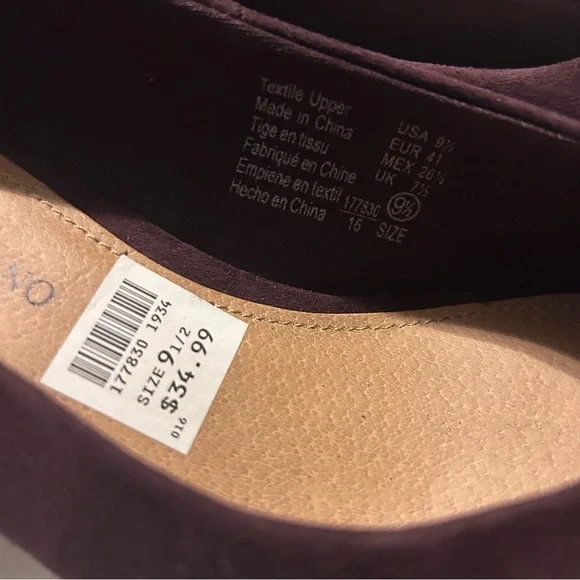 Textile Upper
Made in China
Tige en tissu
Fabriqué en Chine
Empiene en textil
Hecho en China
USA 9½
EUR 41
MEX 26½
UK 7½
177830
16
9½
SIZE
NO
177830 1934
SIZE 9 1/2
$34.99
016